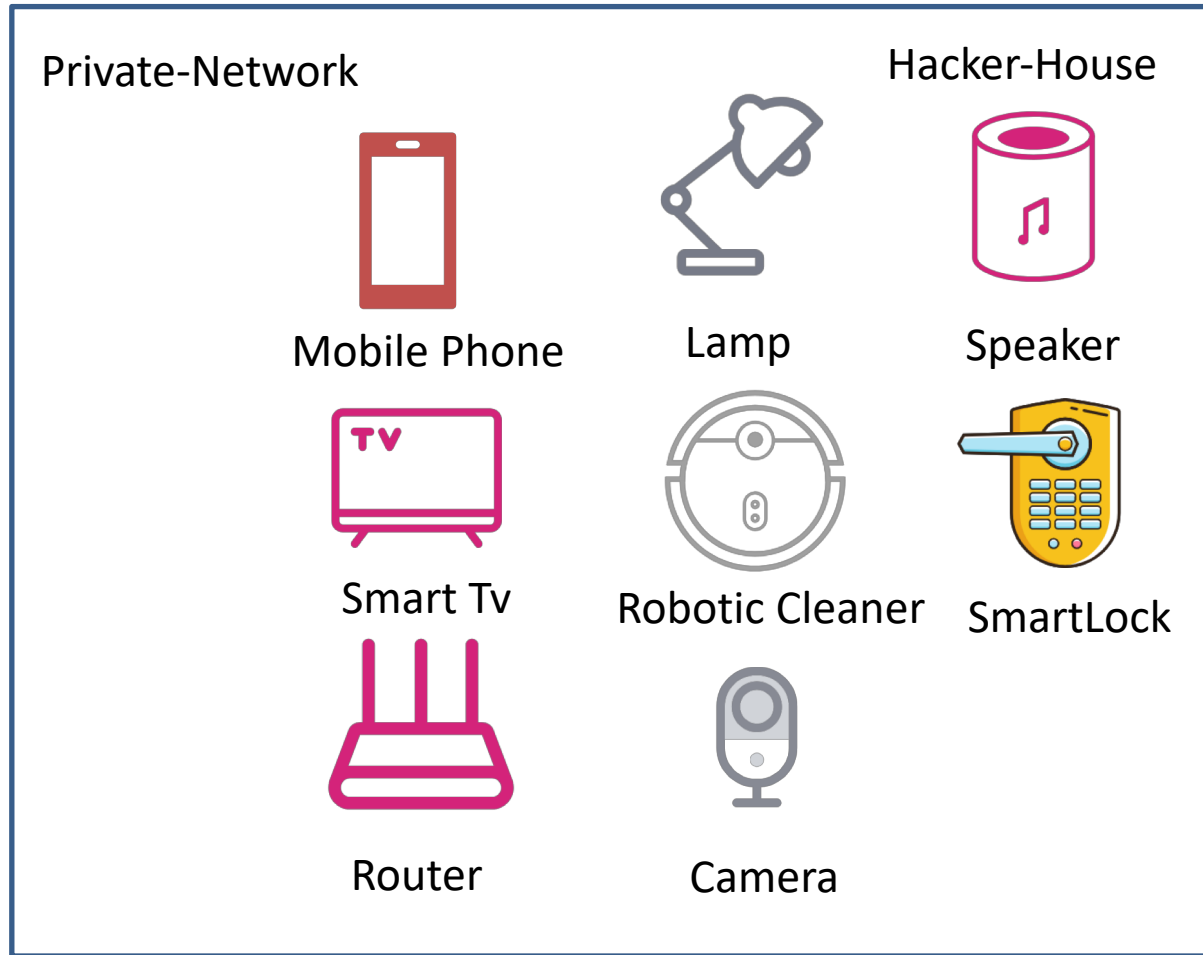 Private-Network
Hacker-House
Mobile Phone
Lamp
Speaker
TV
Smart Tv
Robotic Cleaner
SmartLock
Router
Camera